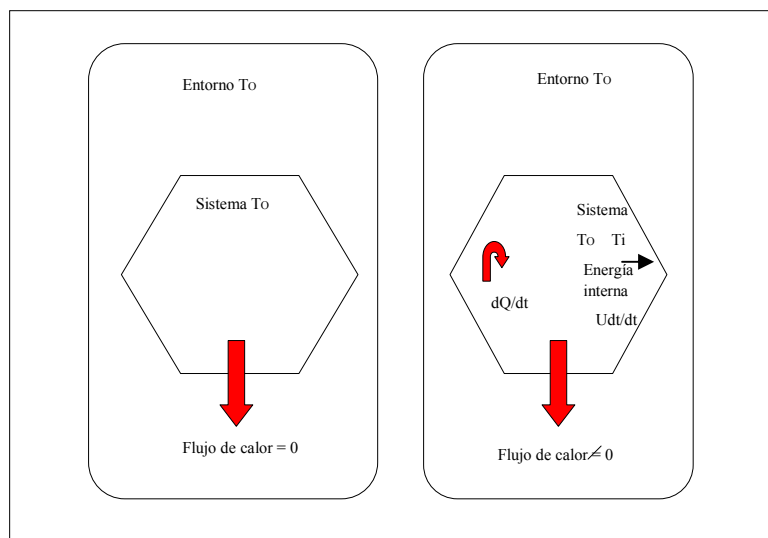 Entorno To
Sistema To
Flujo de calor = 0
Entorno To
Sistema
To Ti
Energía
interna
dQ/dt
Udt/dt
Flujo de calor ≠ 0